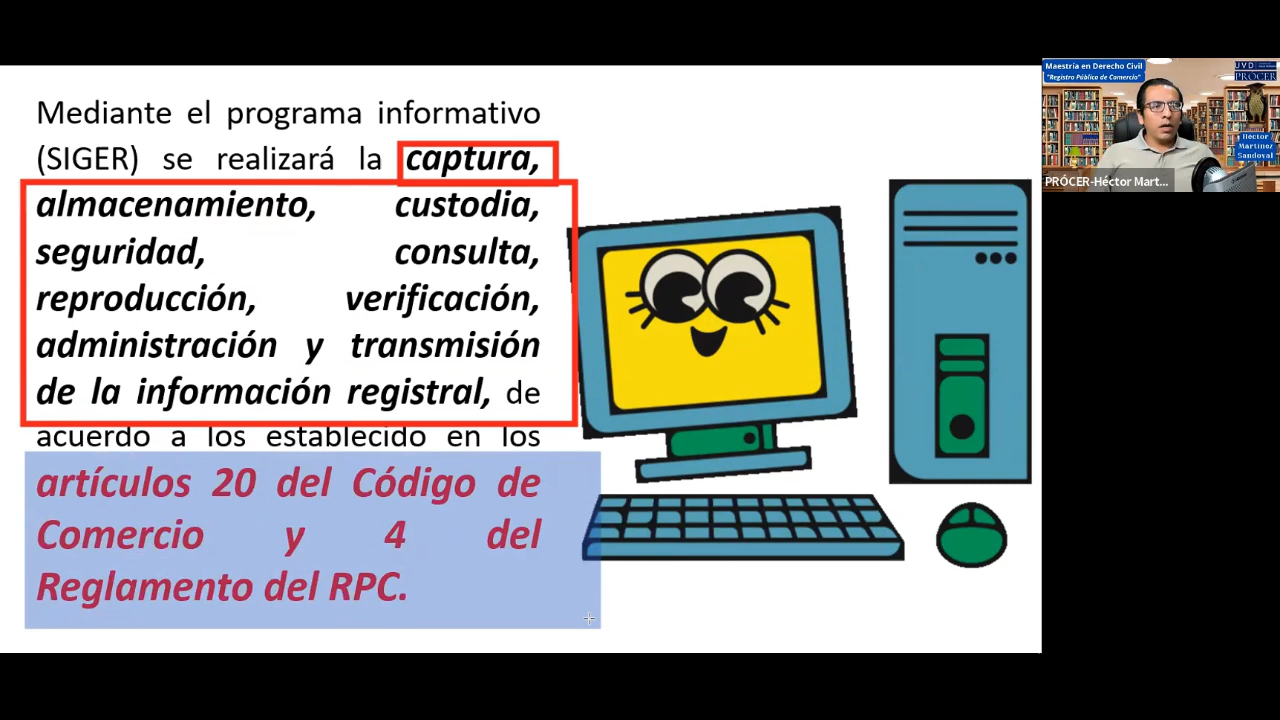 Mediante el programa informativo
(SIGER) se realizará la captura,
almacenamiento, custodia,
seguridad, consulta,
reproducción, verificación,
administración y transmisión
de la información registral, de
acuerdo a los establecido en los
artículos 20 del Código de
Comercio y 4 del
Reglamento del RPC.
Maestría en Derecho Civil
"Registro Público de Comercio"
UVD
PRÓCER
Héctor
Martínez
Sandoval
PRÓCER-Héctor Mart...